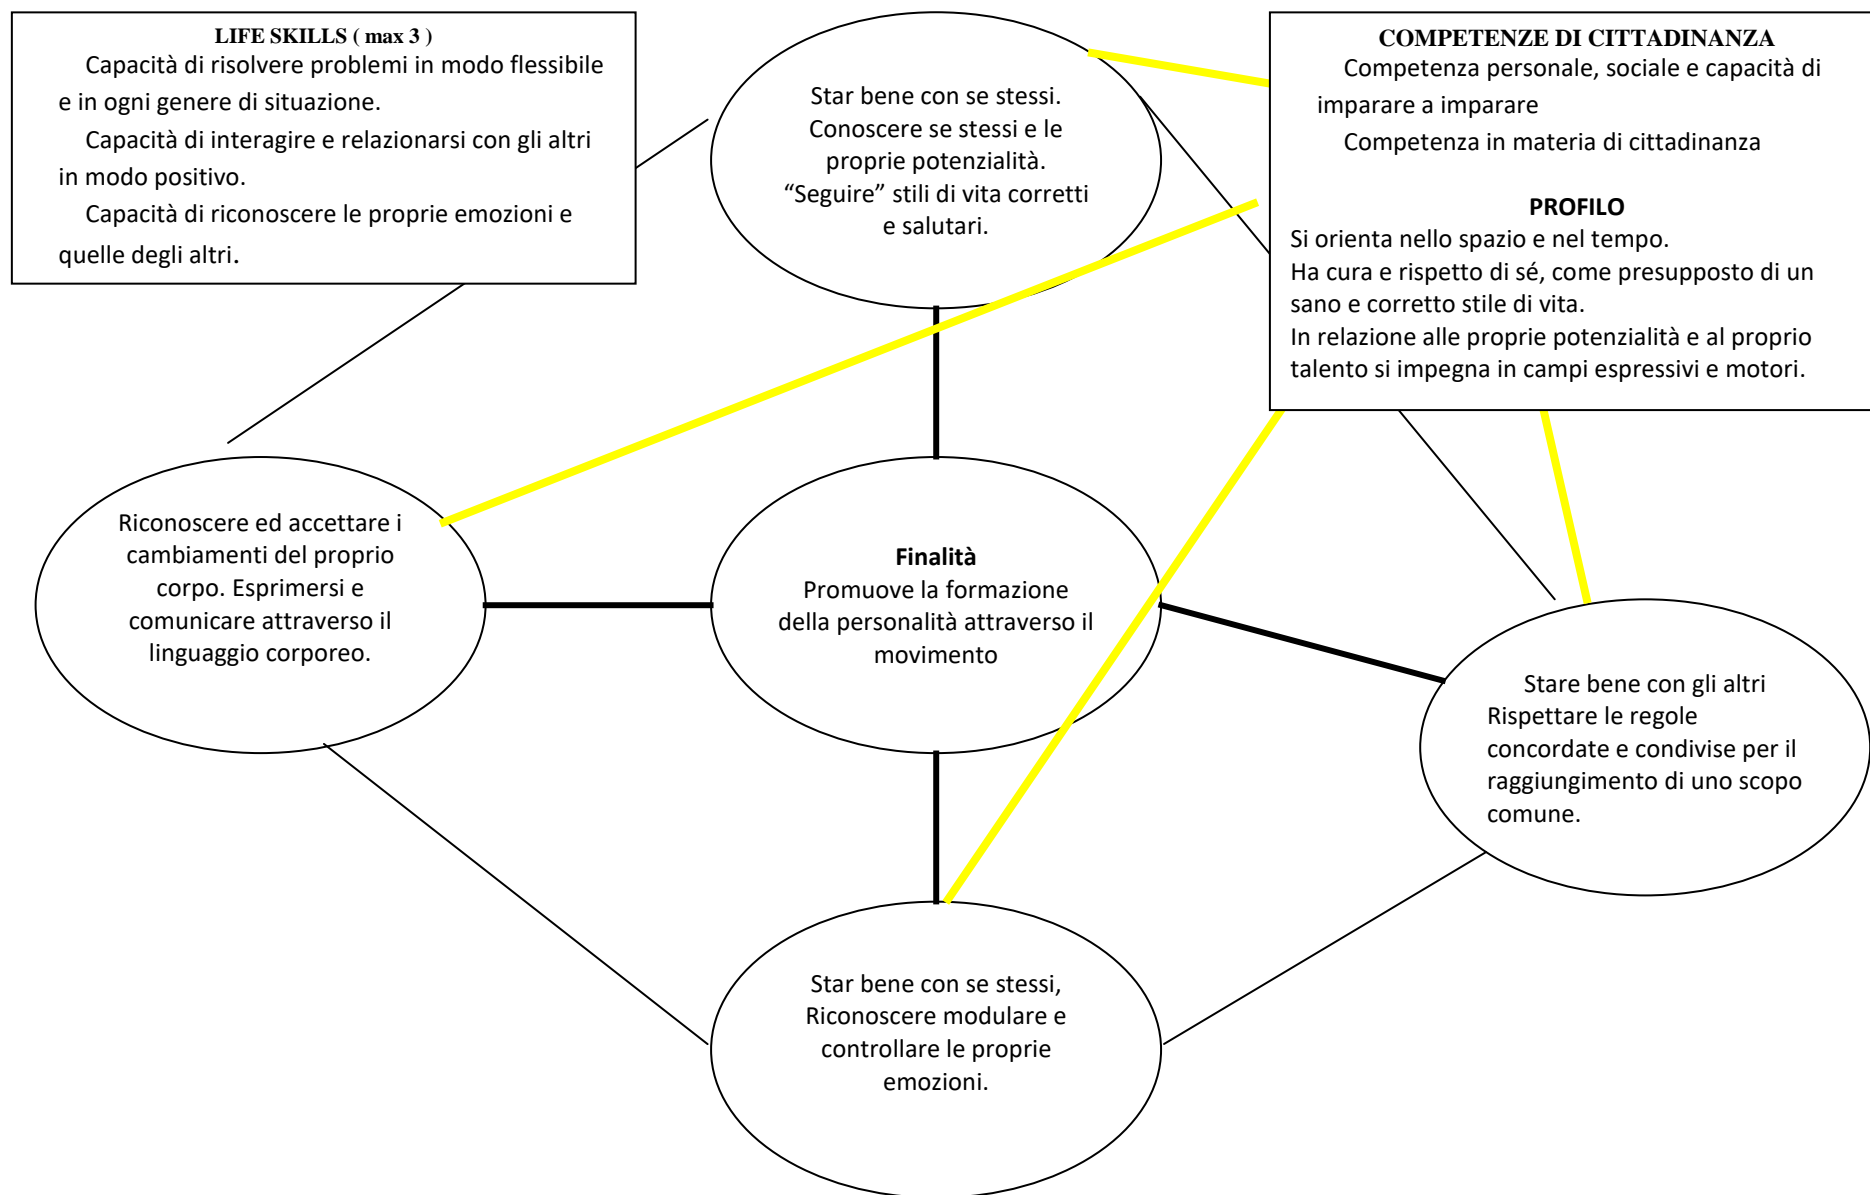 LIFE SKILLS ( max 3 )
Capacità di risolvere problemi in modo flessibile
e in ogni genere di situazione.
Capacità di interagire e relazionarsi con gli altri
in modo positivo.
Capacità di riconoscere le proprie emozioni e
quelle degli altri.
Star bene con se stessi.
Conoscere se stessi e le
proprie potenzialità.
“Seguire” stili di vita corretti
e salutari.
COMPETENZE DI CITTADINANZA
Competenza personale, sociale e capacità di
imparare a imparare
Competenza in materia di cittadinanza
PROFILO
Si orienta nello spazio e nel tempo.
Ha cura e rispetto di sé, come presupposto di un
sano e corretto stile di vita.
In relazione alle proprie potenzialità e al proprio
talento si impegna in campi espressivi e motori.
Riconoscere ed accettare i
cambiamenti del proprio
corpo. Esprimersi e
comunicare attraverso il
linguaggio corporeo.
Finalità
Promuove la formazione
della personalità attraverso il
movimento
Stare bene con gli altri
Rispettare le regole
concordate e condivise per il
raggiungimento di uno scopo
comune.
Star bene con se stessi,
Riconoscere modulare e
controllare le proprie
emozioni.